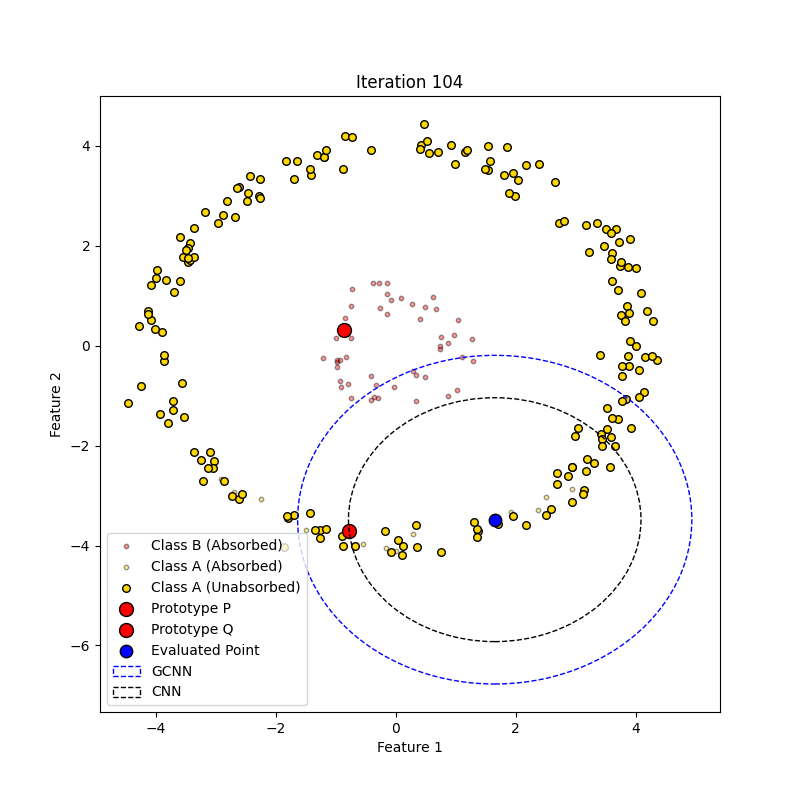 Iteration 104
4
2
0
−2
−4
−6
Feature 2
Class B (Absorbed)
Class A (Absorbed)
Class A (Unabsorbed)
Prototype P
Prototype Q
Evaluated Point
GCNN
CNN
−4
−2
0
2
4
Feature 1